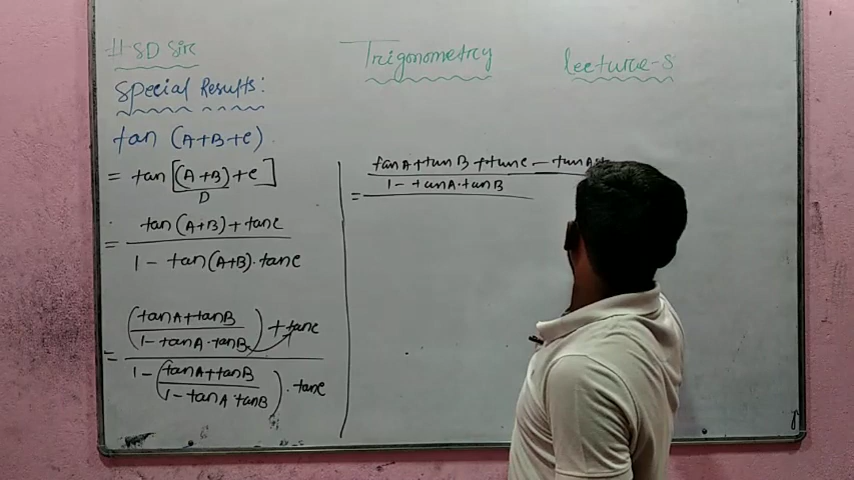 #SD Sir
Trigonometry
lecture-8
Special Results:
tan (A+B+C)
= tan [(A+B)+C]
D
= tan(A+B)+tanC
1 - tan(A+B).tanC
= (tanA+tanB / 1-tanA.tanB) + tanC
1-(tanA+tanB / 1-tanA.tanB).tanC
= tanA+tanB+tanC-tanA
1-tanA.tanB